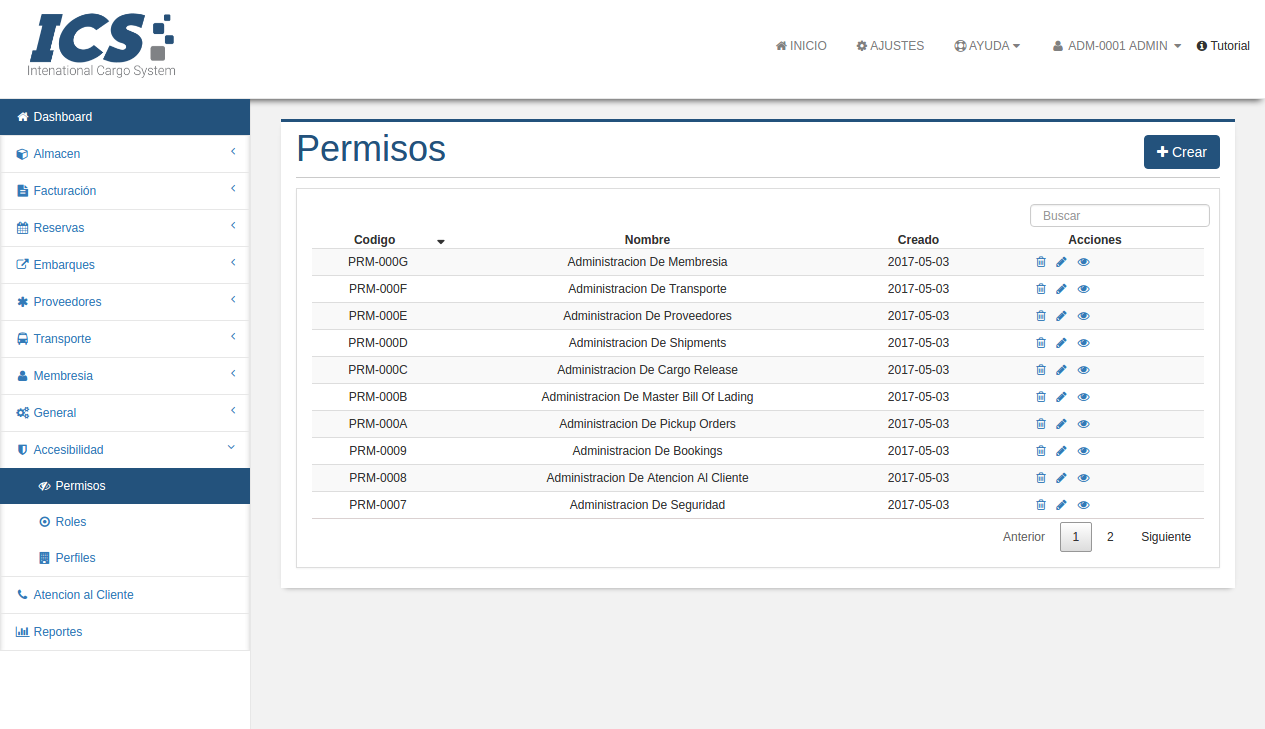 ICS
Intenational Cargo System
INICIO AJUSTES AYUDA ADM-0001 ADMIN Tutorial
Dashboard
Almacen
Facturación
Reservas
Embarques
Proveedores
Transporte
Membresia
General
Accesibilidad
Permisos
Roles
Perfiles
Atencion al Cliente
Reportes
Permisos
Crear
Buscar
Codigo Nombre Creado Acciones
PRM-000G Administracion De Membresia 2017-05-03
PRM-000F Administracion De Transporte 2017-05-03
PRM-000E Administracion De Proveedores 2017-05-03
PRM-000D Administracion De Shipments 2017-05-03
PRM-000C Administracion De Cargo Release 2017-05-03
PRM-000B Administracion De Master Bill Of Lading 2017-05-03
PRM-000A Administracion De Pickup Orders 2017-05-03
PRM-0009 Administracion De Bookings 2017-05-03
PRM-0008 Administracion De Atencion Al Cliente 2017-05-03
PRM-0007 Administracion De Seguridad 2017-05-03
Anterior 1 2 Siguiente